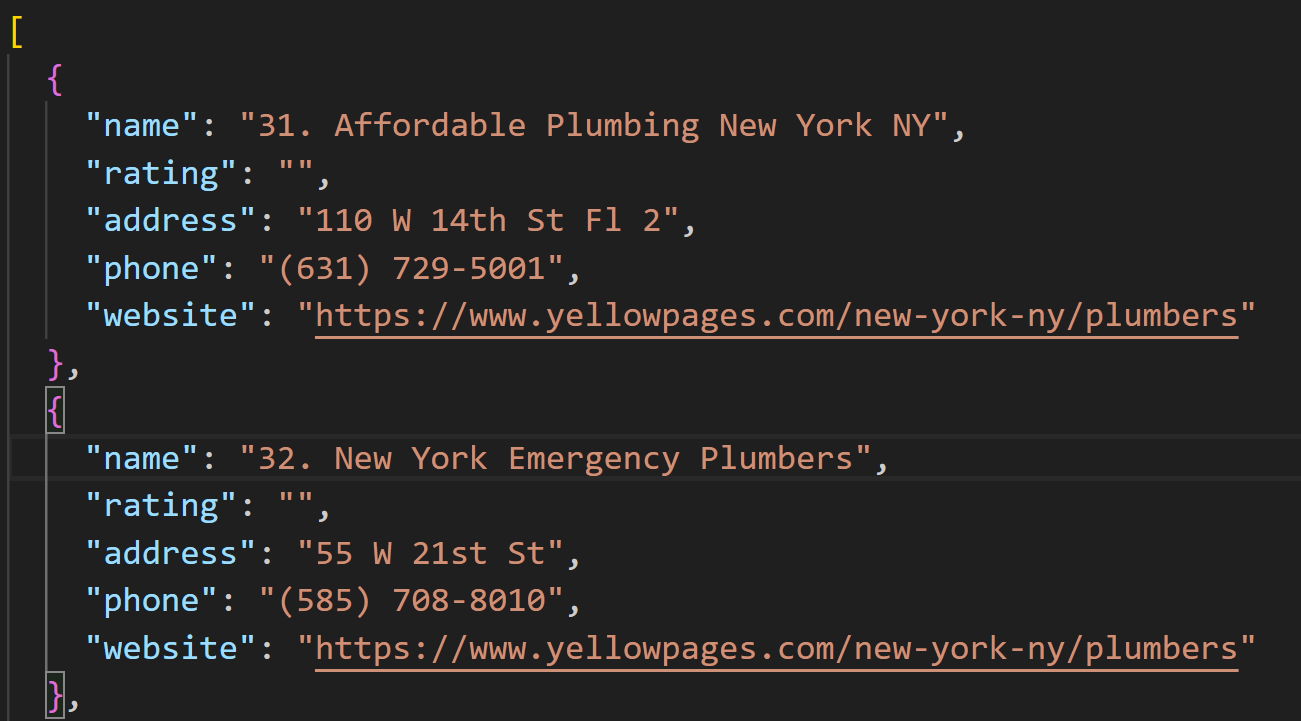 [
{
"name": "31. Affordable Plumbing New York NY",
"rating": "",
"address": "110 W 14th St Fl 2",
"phone": "(631) 729-5001",
"website": "https://www.yellowpages.com/new-york-ny/plumbers"
},
{
"name": "32. New York Emergency Plumbers",
"rating": "",
"address": "55 W 21st St",
"phone": "(585) 708-8010",
"website": "https://www.yellowpages.com/new-york-ny/plumbers"
},